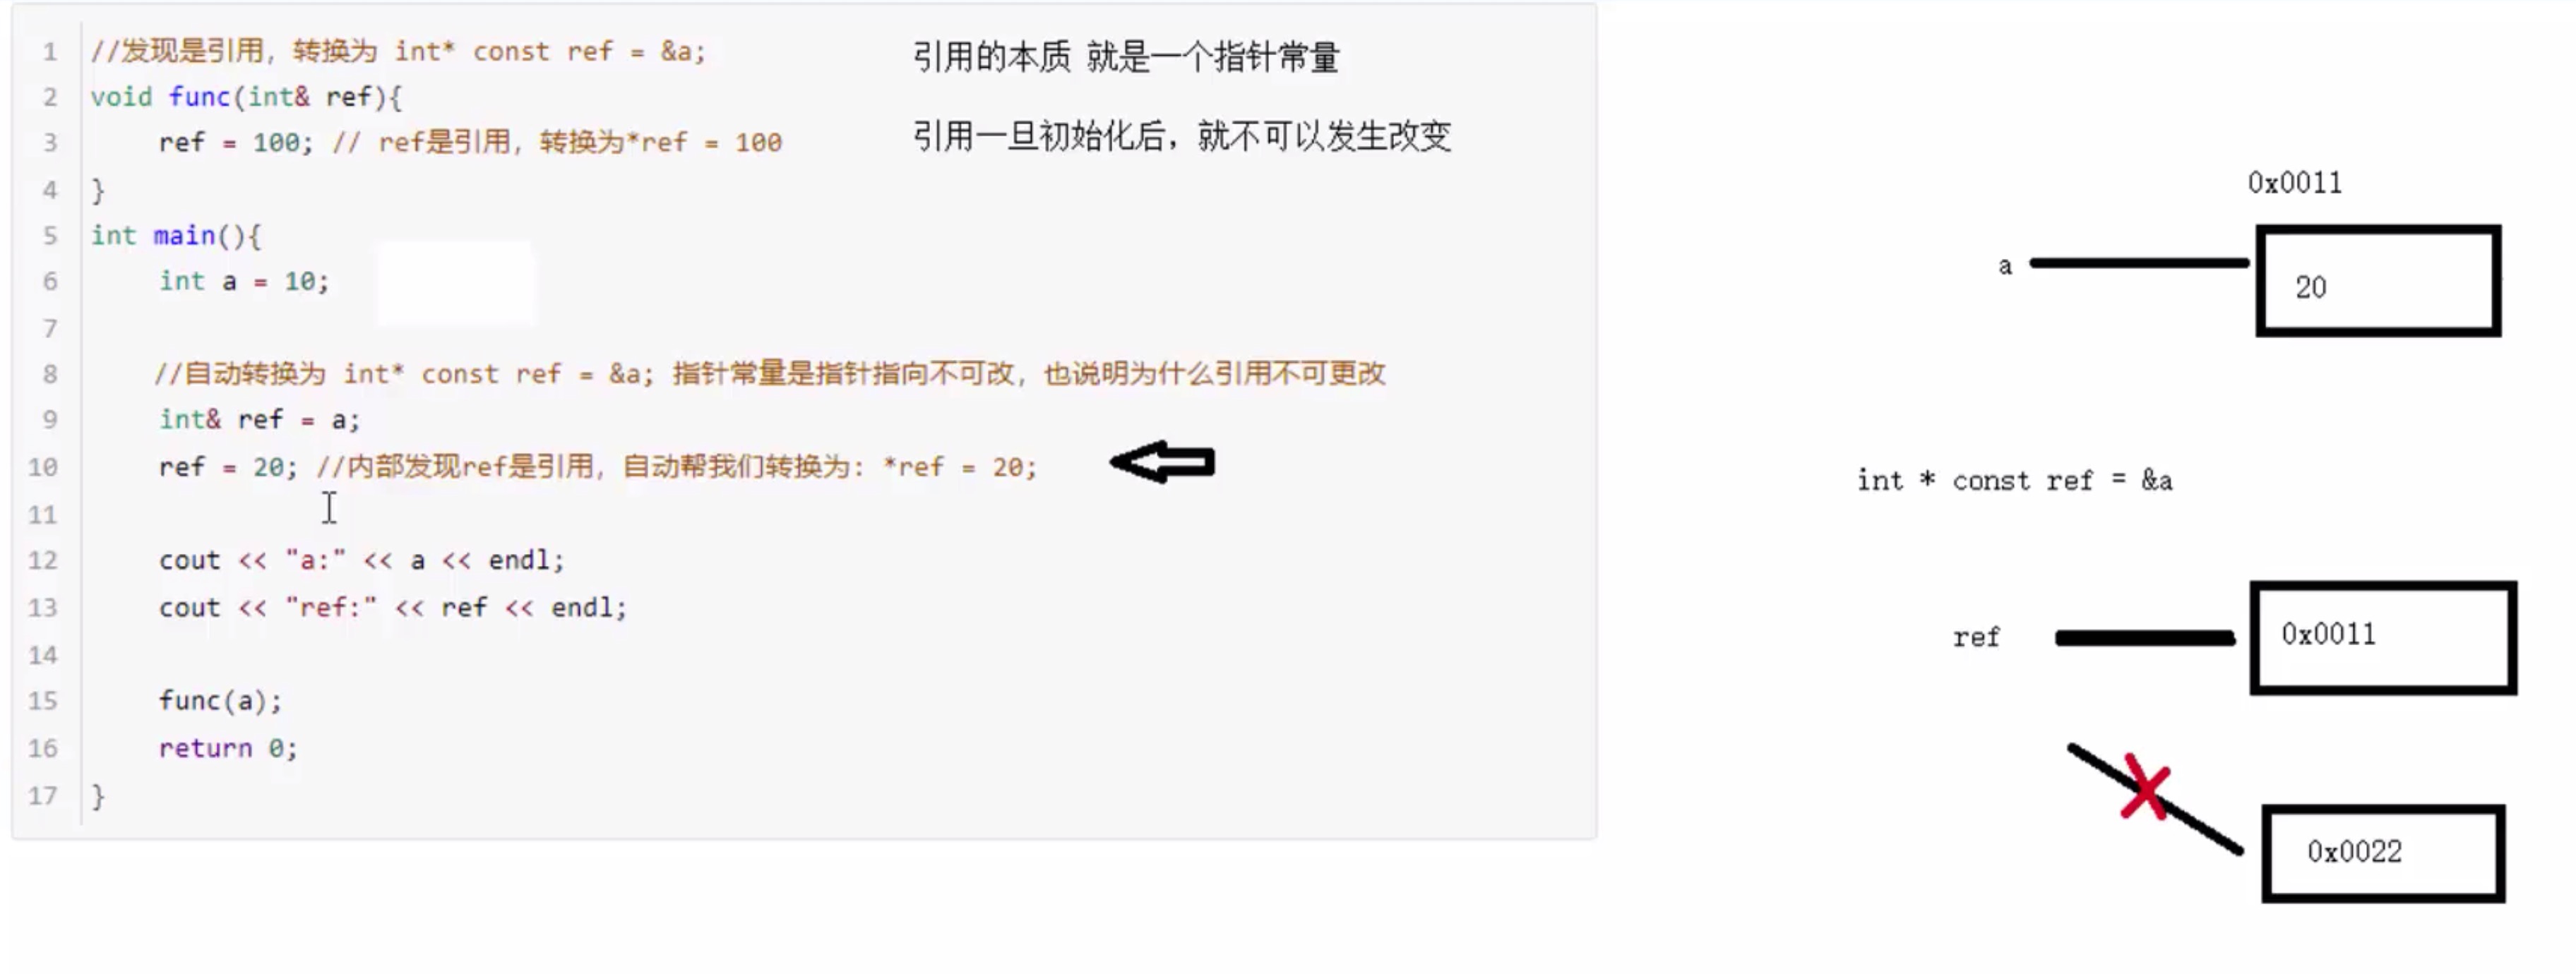 1 //发现是引用，转换为 int* const ref = &a;
引用的本质 就是一个指针常量
2 void func(int& ref){
3 ref = 100; // ref是引用，转换为*ref = 100
引用一旦初始化后，就不可以发生改变
4 }
5 int main(){
6 int a = 10;
7
8 //自动转换为 int* const ref = &a; 指针常量是指针指向不可改，也说明为什么引用不可更改
9 int& ref = a;
10 ref = 20; //内部发现ref是引用，自动帮我们转换为: *ref = 20;
11
12 cout << "a:" << a << endl;
13 cout << "ref:" << ref << endl;
14
15 func(a);
16 return 0;
17 }
0x0011
a
20
int * const ref = &a
ref
0x0011
0x0022